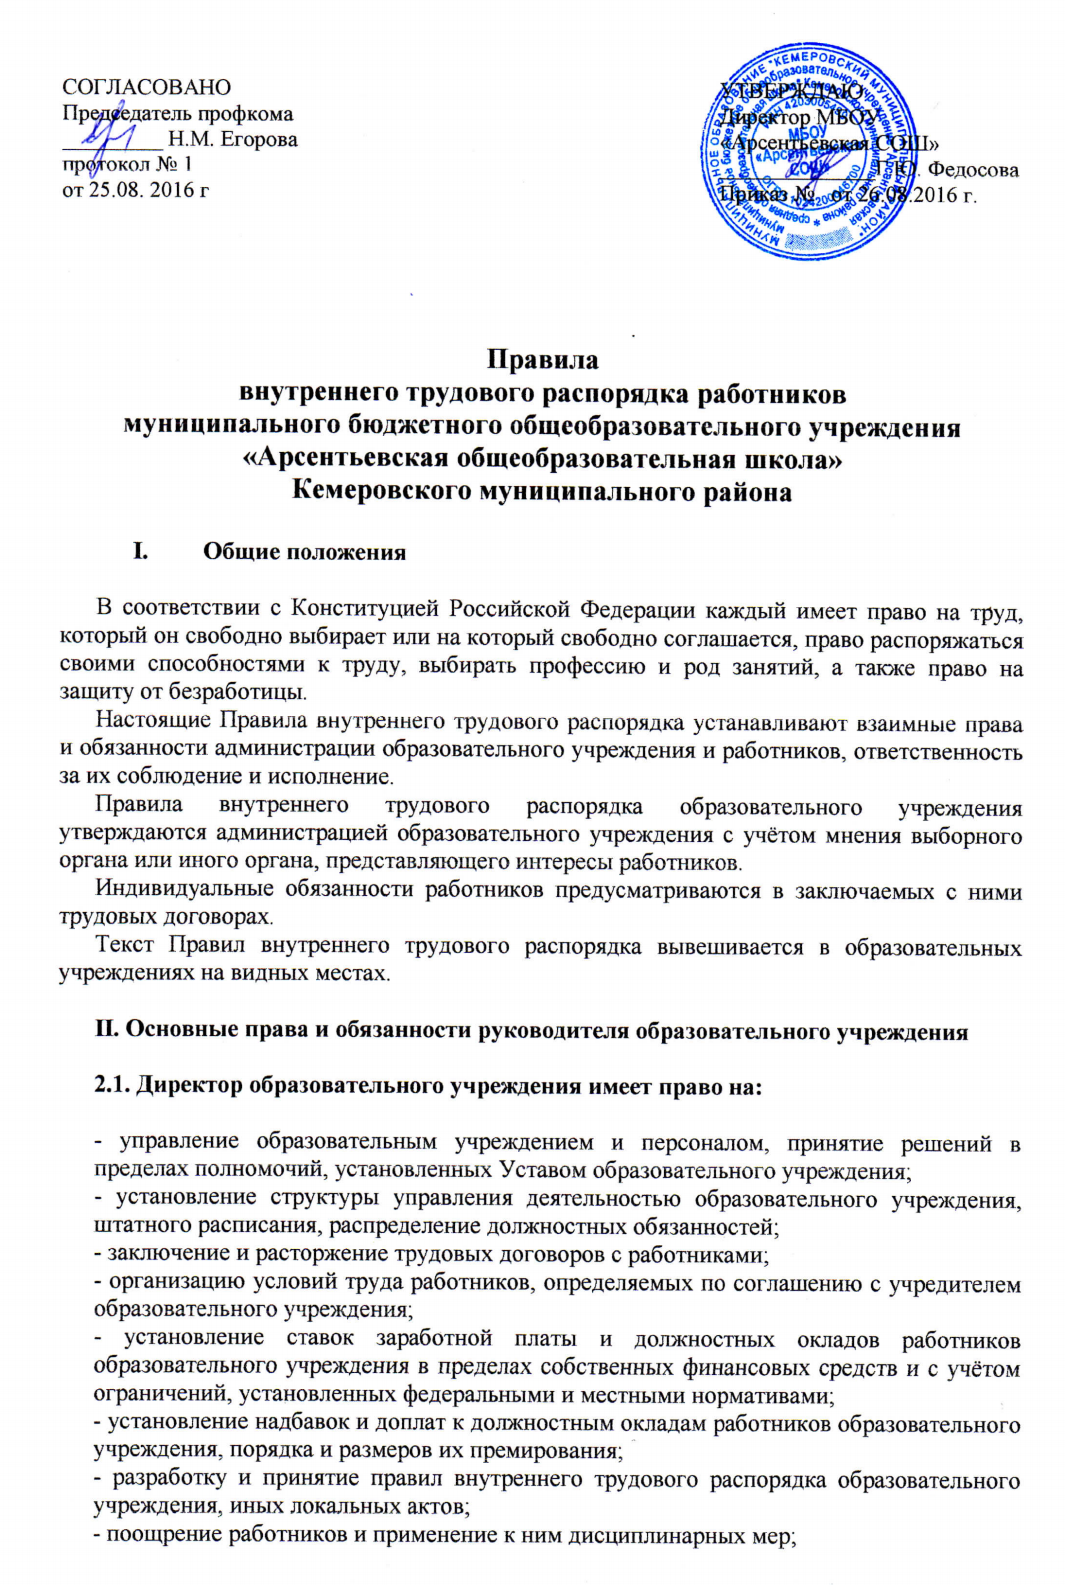 СОГЛАСОВАНО
Председатель профкома
__________ Н.М. Егорова
протокол № 1
от 25.08. 2016 г
УТВЕРЖДАЮ
Директор МБОУ
«Арсентьевская СОШ»
Федосова
Приказ № от 26.08.2016 г.
МУНИЦИПАЛЬНОЕ ОБРАЗОВАНИЕ "КЕМЕРОВСКИЙ МУНИЦИПАЛЬНЫЙ РАЙОН"
МБОУ
«Арсентьевская
СОШ»
Правила
внутреннего трудового распорядка работников
муниципального бюджетного общеобразовательного учреждения
«Арсентьевская общеобразовательная школа»
Кемеровского муниципального района
I. Общие положения
В соответствии с Конституцией Российской Федерации каждый имеет право на труд,
который он свободно выбирает или на который свободно соглашается, право распоряжаться
своими способностями к труду, выбирать профессию и род занятий, а также право на
защиту от безработицы.
Настоящие Правила внутреннего трудового распорядка устанавливают взаимные права
и обязанности администрации образовательного учреждения и работников, ответственность
за их соблюдение и исполнение.
Правила внутреннего трудового распорядка образовательного учреждения
утверждаются администрацией образовательного учреждения с учётом мнения выборного
органа или иного органа, представляющего интересы работников.
Индивидуальные обязанности работников предусматриваются в заключаемых с ними
трудовых договорах.
Текст Правил внутреннего трудового распорядка вывешивается в образовательных
учреждениях на видных местах.
II. Основные права и обязанности руководителя образовательного учреждения
2.1. Директор образовательного учреждения имеет право на:
- управление образовательным учреждением и персоналом, принятие решений в
пределах полномочий, установленных Уставом образовательного учреждения;
- установление структуры управления деятельностью образовательного учреждения,
штатного расписания, распределение должностных обязанностей;
- заключение и расторжение трудовых договоров с работниками;
- организацию условий труда работников, определяемых по соглашению с учредителем
образовательного учреждения;
- установление ставок заработной платы и должностных окладов работников
образовательного учреждения в пределах собственных финансовых средств и с учётом
ограничений, установленных федеральными и местными нормативами;
- установление надбавок и доплат к должностным окладам работников образовательного
учреждения, порядка и размеров их премирования;
- разработку и принятие правил внутреннего трудового распорядка образовательного
учреждения, иных локальных актов;
- поощрение работников и применение к ним дисциплинарных мер;